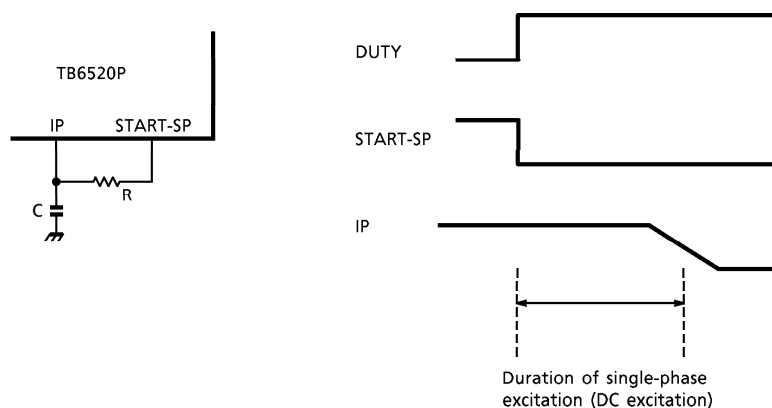 TB6520P
IP
START-SP
R
C
DUTY
START-SP
IP
Duration of single-phase
excitation (DC excitation)